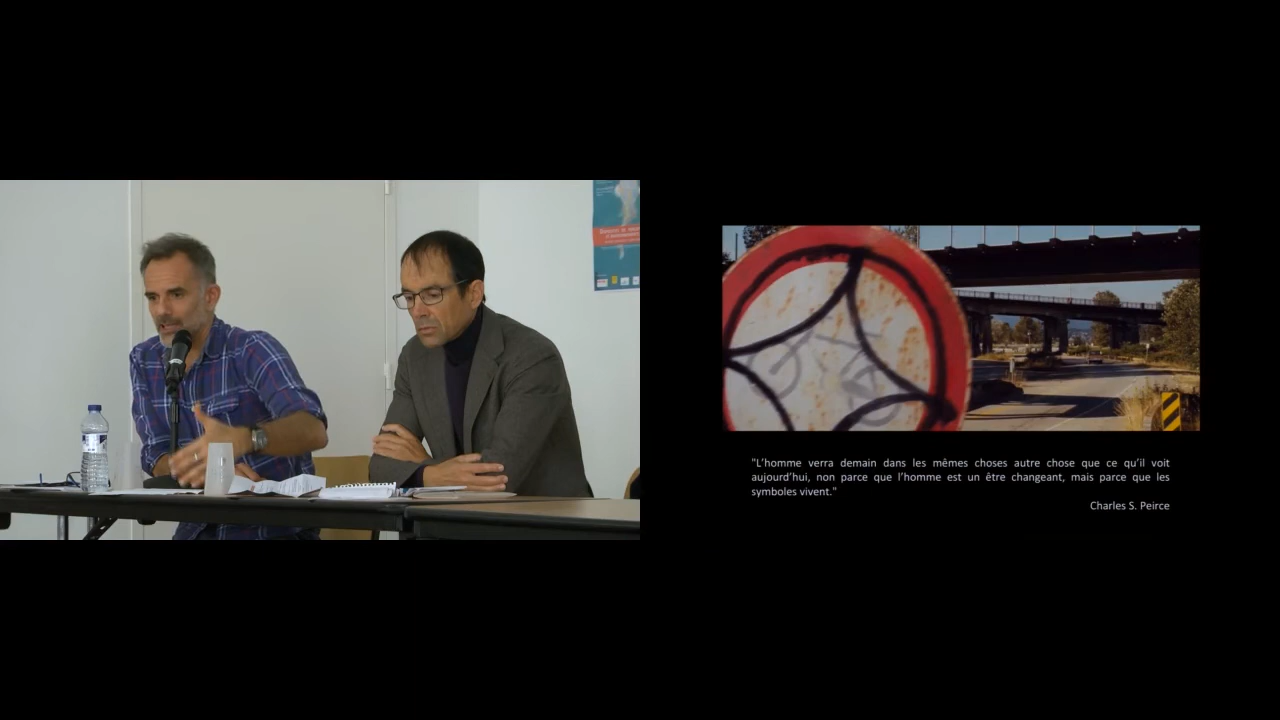 "L'homme verra demain dans les mêmes choses autre chose que ce qu'il voit
aujourd'hui, non parce que l'homme est un être changeant, mais parce que les
symboles vivent."
Charles S. Peirce